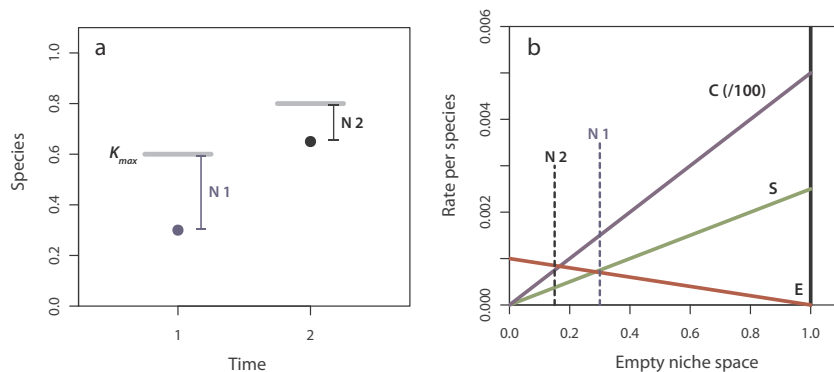 a
Species
0.0
0.2
0.4
0.6
0.8
1.0
K max
N 1
N 2
1
2
Time
b
Rate per species
0.000
0.002
0.004
0.006
C (/100)
N 2
N 1
S
E
0.0
0.2
0.4
0.6
0.8
1.0
Empty niche space